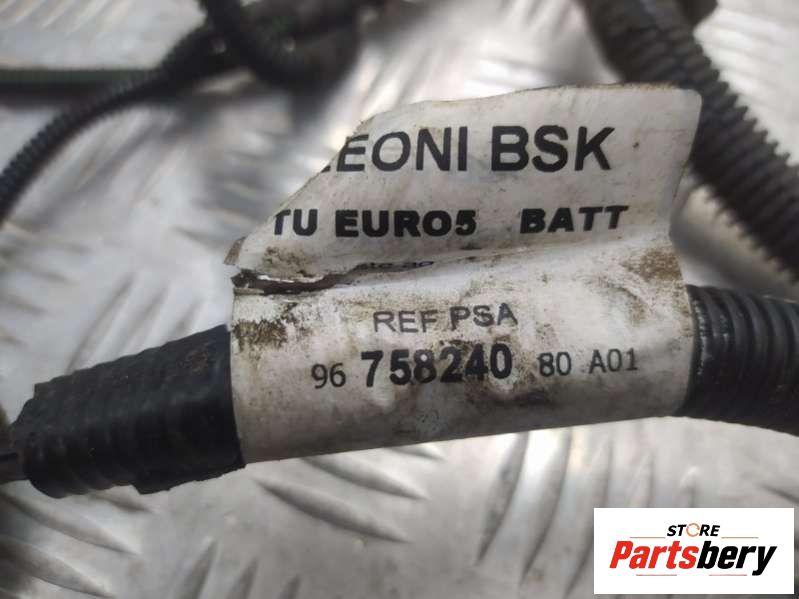 LEONI BSK
TU EURO5 BATT
REF PSA
96 758240 80 A01
STORE
Partsbery